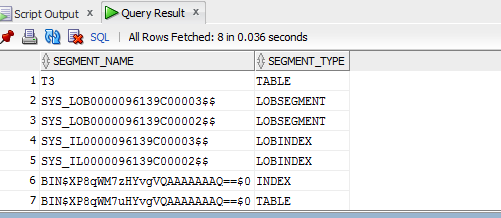 Script Output × Query Result ×
SQL | All Rows Fetched: 8 in 0.036 seconds
SEGMENT_NAME SEGMENT_TYPE
1 T3 TABLE
2 SYS_LOB0000096139C00003$$ LOBSEGMENT
3 SYS_LOB0000096139C00002$$ LOBSEGMENT
4 SYS_IL0000096139C00003$$ LOBINDEX
5 SYS_IL0000096139C00002$$ LOBINDEX
6 BIN$XP8qWM7zHYvgVQAAAAAAAQ==$0 INDEX
7 BIN$XP8qWM7uHYvgVQAAAAAAAQ==$0 TABLE